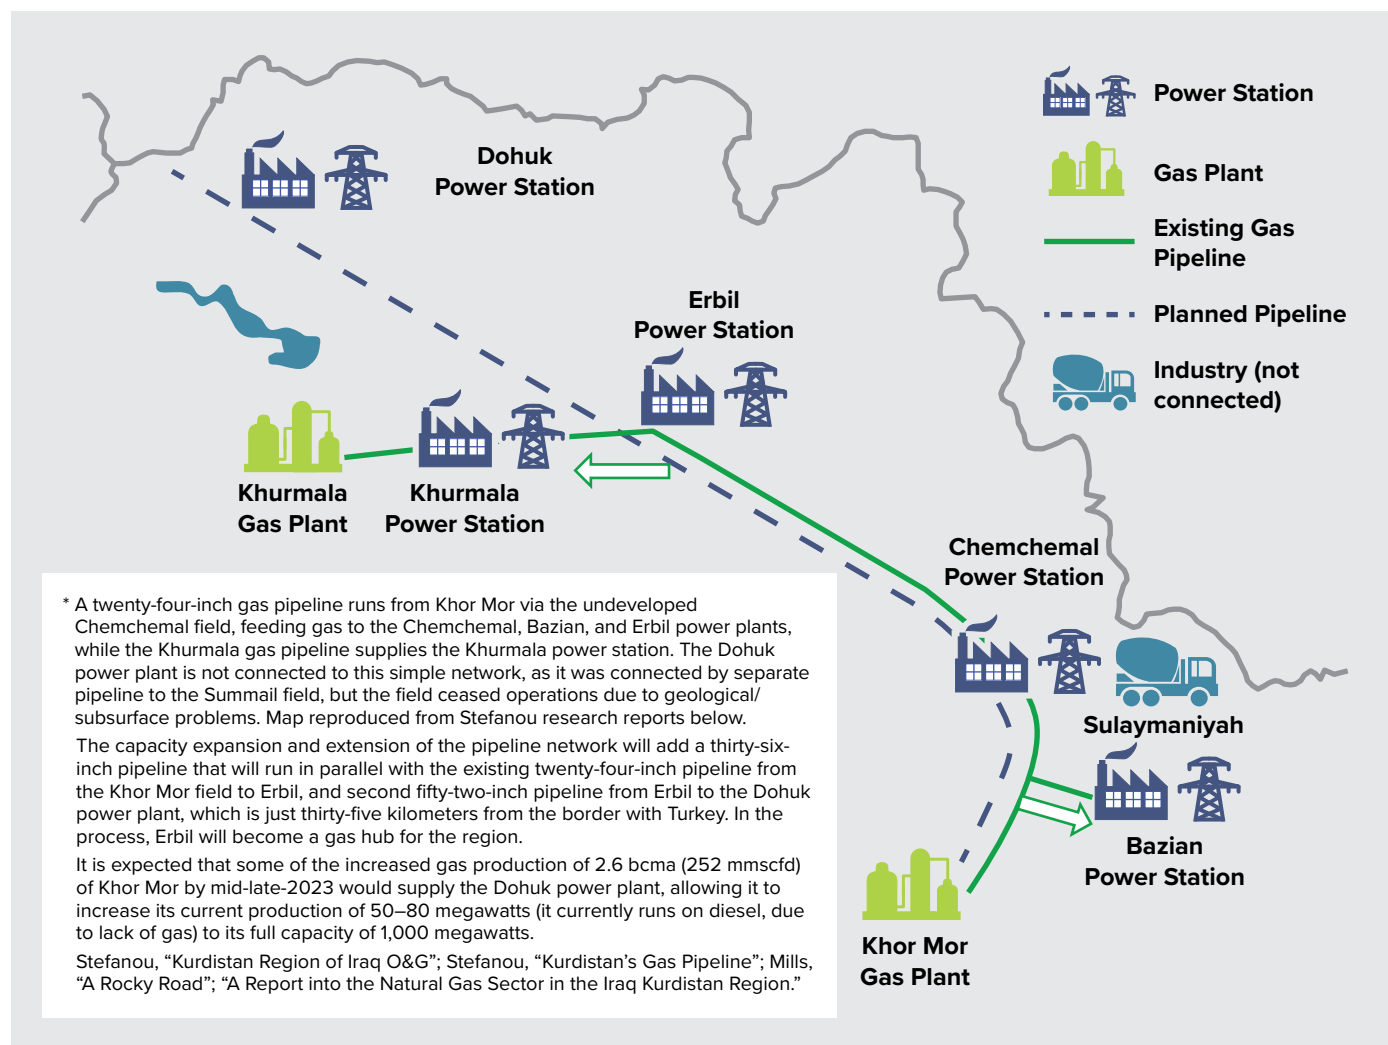 Dohuk
Power Station
Erbil
Power Station
Khurmala
Gas Plant
Khurmala
Power Station
Chemchemal
Power Station
Sulaymaniyah
Bazian
Power Station
Khor Mor
Gas Plant
Power Station
Gas Plant
Existing Gas
Pipeline
Planned Pipeline
Industry (not
connected)
* A twenty-four-inch gas pipeline runs from Khor Mor via the undeveloped
Chemchemal field, feeding gas to the Chemchemal, Bazian, and Erbil power plants,
while the Khurmala gas pipeline supplies the Khurmala power station. The Dohuk
power plant is not connected to this simple network, as it was connected by separate
pipeline to the Summail field, but the field ceased operations due to geological/
subsurface problems. Map reproduced from Stefanou research reports below.
The capacity expansion and extension of the pipeline network will add a thirty-six-
inch pipeline that will run in parallel with the existing twenty-four-inch pipeline from
the Khor Mor field to Erbil, and second fifty-two-inch pipeline from Erbil to the Dohuk
power plant, which is just thirty-five kilometers from the border with Turkey. In the
process, Erbil will become a gas hub for the region.
It is expected that some of the increased gas production of 2.6 bcma (252 mmscfd)
of Khor Mor by mid-late-2023 would supply the Dohuk power plant, allowing it to
increase its current production of 50–80 megawatts (it currently runs on diesel, due
to lack of gas) to its full capacity of 1,000 megawatts.
Stefanou, “Kurdistan Region of Iraq O&G”; Stefanou, “Kurdistan’s Gas Pipeline”; Mills,
“A Rocky Road”; “A Report into the Natural Gas Sector in the Iraq Kurdistan Region.”